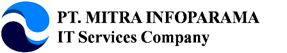 PT. MITRA INFOPARAMA
IT Services Company